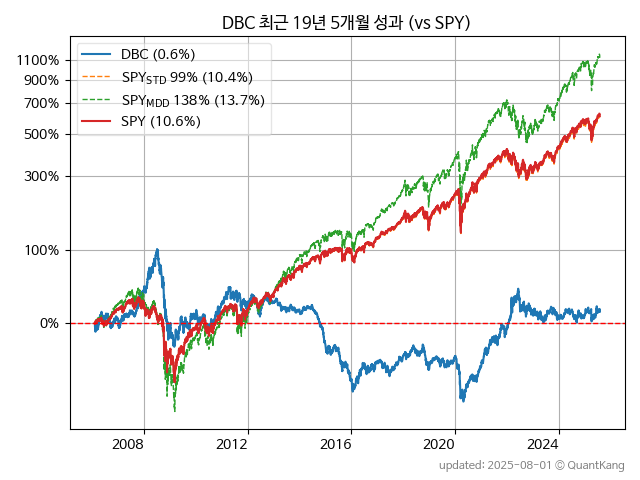 DBC 최근 19년 5개월 성과 (vs SPY)
DBC (0.6%)
SPY_STD 99% (10.4%)
SPY_MDD 138% (13.7%)
SPY (10.6%)
1100%
900%
700%
500%
300%
100%
0%
2008 2012 2016 2020 2024
updated: 2025-08-01 © QuantKang